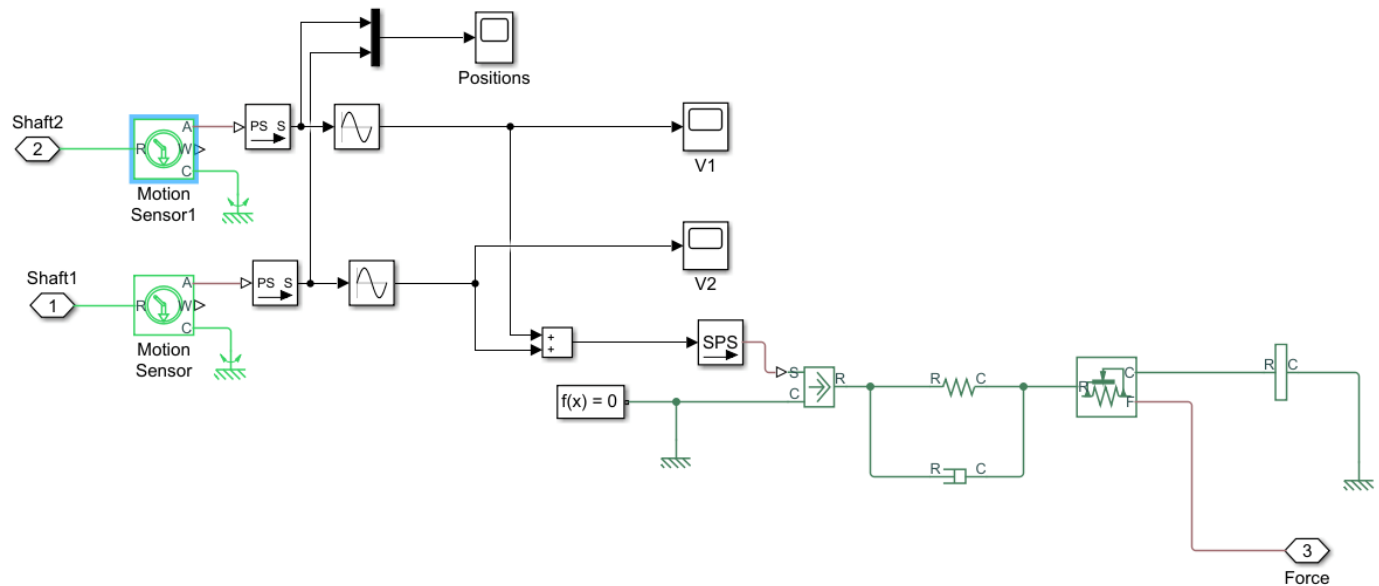 Positions
Shaft2
2
R
A
W
C
PS S
Motion
Sensor1
V1
Shaft1
1
R
A
W
C
PS S
Motion
Sensor
V2
+
+
SPS
f(x) = 0
S
C
R
R C
R C
R
C
F
R C
3
Force